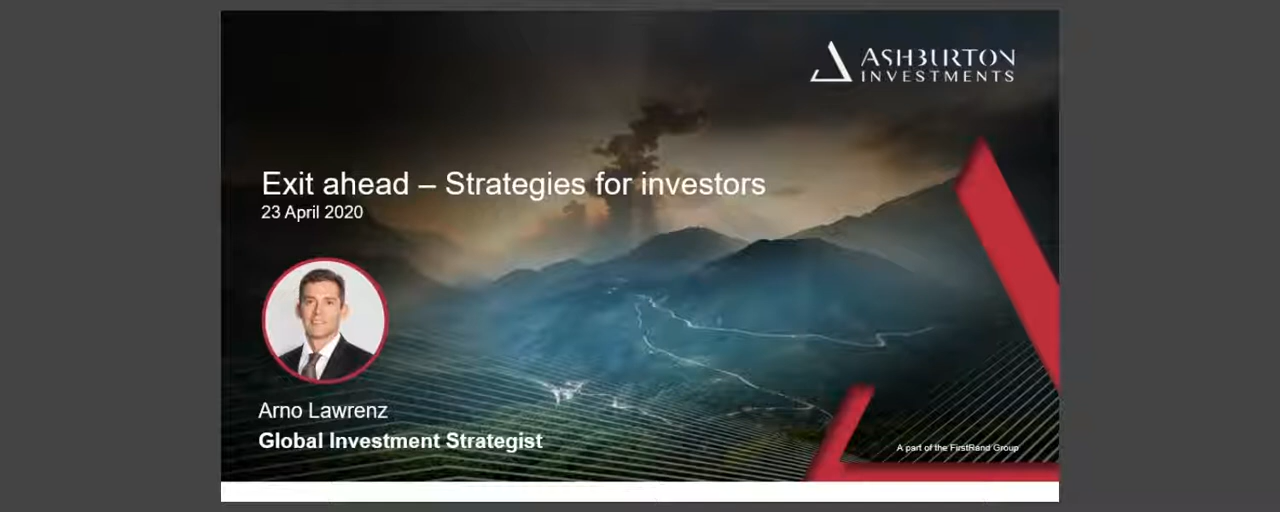 ASHBURTON
INVESTMENTS
Exit ahead – Strategies for investors
23 April 2020
Arno Lawrenz
Global Investment Strategist
A part of the FirstRand Group